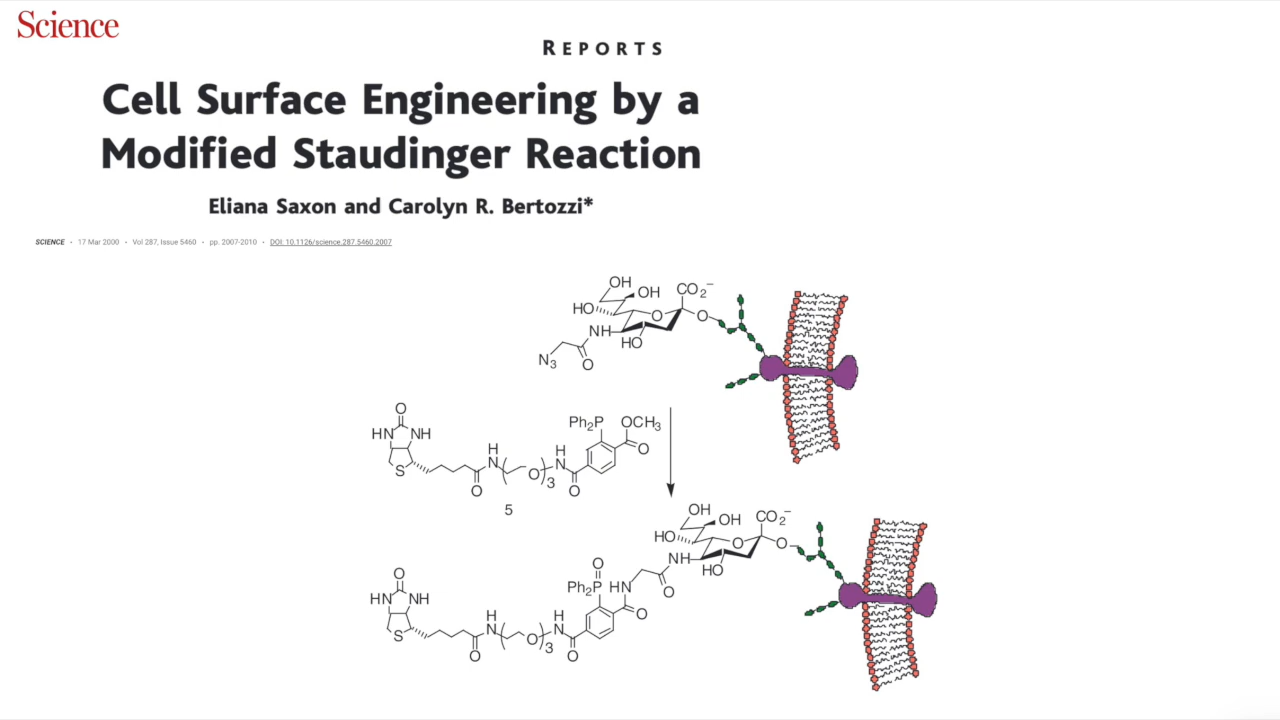 Science
REPORTS
Cell Surface Engineering by a
Modified Staudinger Reaction
Eliana Saxon and Carolyn R. Bertozzi*
SCIENCE • 17 Mar 2000 • Vol 287, Issue 5460 • pp. 2007-2010 • DOI: 10.1126/science.287.5460.2007
OH
OH
CO2−
HO
O
O
NH
HO
N3
O
O
HN
NH
S
H
N
O
O
3
H
N
O
Ph2P
OCH3
O
5
OH
OH
CO2−
HO
O
O
NH
HO
O
O
HN
NH
S
H
N
O
O
3
H
N
O
O
Ph2P
HN
O